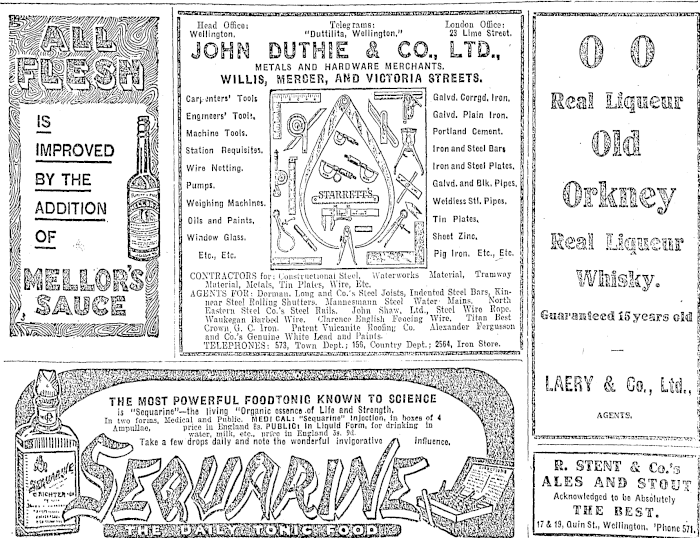 ALL
FLESH
IS
IMPROVED
BY THE
ADDITION
OF
MELLOR'S
SAUCE
Head Office:
Wellington.
Telegrams:
"Duttilita, Wellington."
London Office:
23 Lime Street.
JOHN DUTHIE & CO., LTD.,
METALS AND HARDWARE MERCHANTS.
WILLIS, MERCER, AND VICTORIA STREETS.
Carpenters' Tools
Engineers' Tools,
Machine Tools.
Station Requisites.
Wire Netting.
Pumps.
Weighing Machines.
Oils and Paints.
Window Glass.
Etc., Etc.
STARRETT'S
Galvd. Corrgd, Iron,
Galvd. Plain Iron.
Portland Cement.
Iron and Steel Bars
Iron and Steel Plates,
Galvd. and Blk. Pipes.
Weldless Stl. Pipes.
Tin Plates,
Sheet Zinc,
Pig Iron. Etc., Etc.
CONTRACTORS for: Constructional Steel, Waterworks Material, Tramway
Material, Metals, Tin Plates, Wire, Etc.
AGENTS FOR: Dorman, Long and Co.'s Steel Joists, Indented Steel Bars, Kin-
near Steel Rolling Shutters. Mannesmann Steel Water Mains. North
Eastern Steel Co.'s Steel Rails. John Shaw, Ltd., Steel Wire Rope.
Waukegan Barbed Wire. Clarence English Fencing Wire. Titan Best
Crown G. C. Iron. Patent Vulcanite Roofing Co. Alexander Fergusson
and Co.'s Genuine White Lead and Paints.
TELEPHONES: 573, Town Dept.; 156, Country Dept.; 2564, Iron Store.
O O
Real Liqueur
Old
Orkney
Real Liqueur
Whisky.
Guaranteed 15 years old
LAERY & Co., Ltd.,
AGENTS.
THE MOST POWERFUL FOODTONIC KNOWN TO SCIENCE
is "Sequarine"—the living "Organic essence of Life and Strength.
In two forms, Medical and Public. MEDICAL: "Sequarine" Injection, in boxes of 4
Ampullae, price in England 8s. PUBLIC: In Liquid Form, for drinking in
water, milk, etc., price in England 5s. 9d.
Take a few drops daily and note the wonderful invigorative influence.
SEQUARINE
SEQUARINE
THE DAILY TONIC FOOD
R. STENT & Co.'s
ALES AND STOUT
Acknowledged to be Absolutely
THE BEST.
17 & 19, Quin St., Wellington. 'Phone 571.